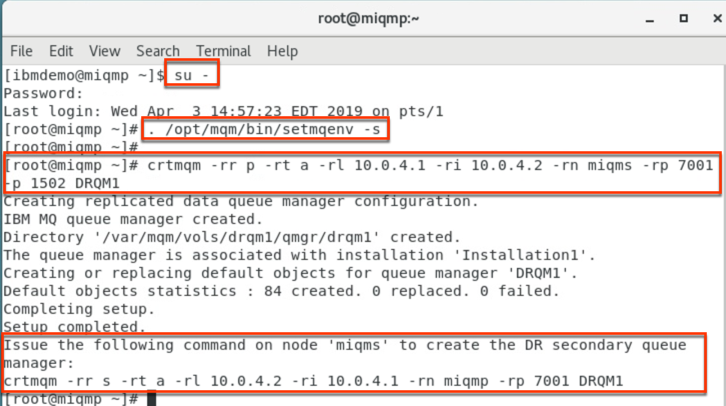 root@miqmp:~
File Edit View Search Terminal Help
[ibmdemo@miqmp ~]$ su -
Password:
Last login: Wed Apr  3 14:57:23 EDT 2019 on pts/1
[root@miqmp ~]# . /opt/mqm/bin/setmqenv -s
[root@miqmp ~]#
[root@miqmp ~]# crtmqm -rr p -rt a -rl 10.0.4.1 -ri 10.0.4.2 -rn miqms -rp 7001
-p 1502 DRQM1
Creating replicated data queue manager configuration.
IBM MQ queue manager created.
Directory '/var/mqm/vols/drqm1/qmgr/drqm1' created.
The queue manager is associated with installation 'Installation1'.
Creating or replacing default objects for queue manager 'DRQM1'.
Default objects statistics : 84 created. 0 replaced. 0 failed.
Completing setup.
Setup completed.
Issue the following command on node 'miqms' to create the DR secondary queue
manager:
crtmqm -rr s -rt a -rl 10.0.4.2 -ri 10.0.4.1 -rn miqmp -rp 7001 DRQM1
[root@miqmp ~]#